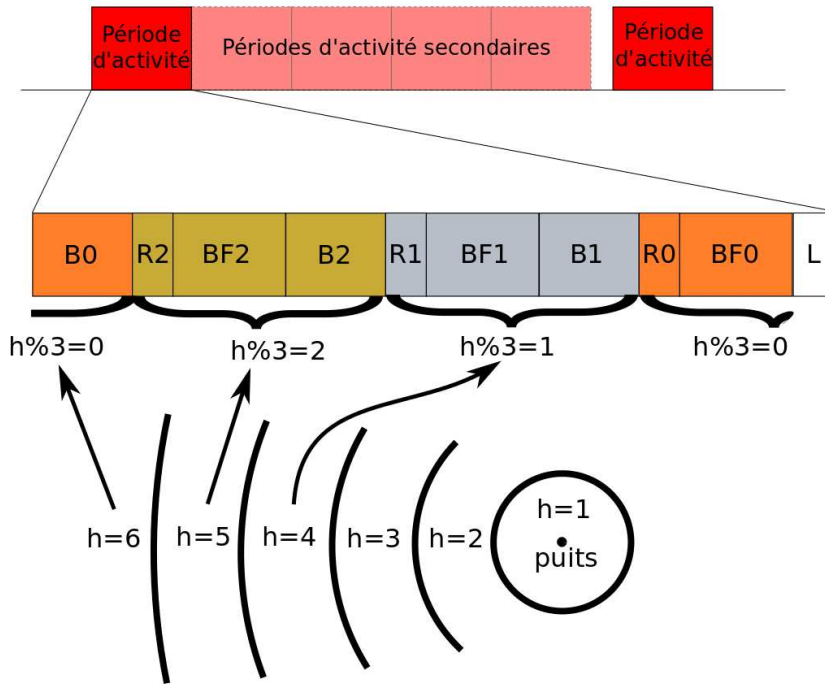 Période
d'activité
Périodes d'activité secondaires
Période
d'activité
B0 R2 BF2 B2 R1 BF1 B1 R0 BF0 L
h%3=0 h%3=2 h%3=1 h%3=0
h=6 h=5 h=4 h=3 h=2 h=1
puits